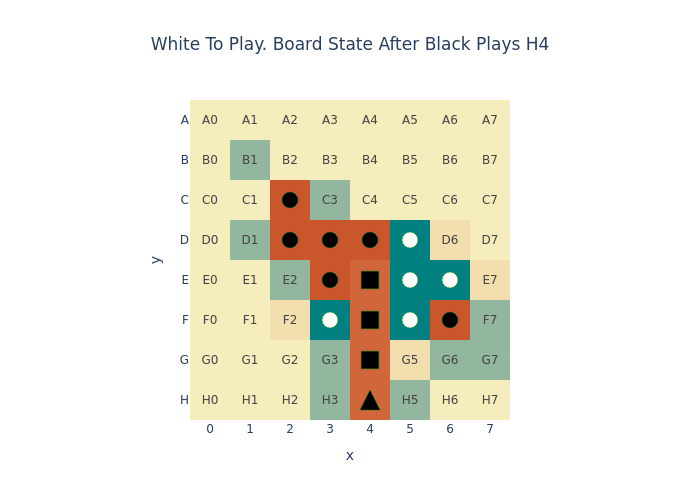 White To Play. Board State After Black Plays H4
A A0 A1 A2 A3 A4 A5 A6 A7
B B0 B1 B2 B3 B4 B5 B6 B7
C C0 C1 C3 C4 C5 C6 C7
D D0 D1 D6 D7
y
E E0 E1 E2 E7
F F0 F1 F2 F7
G G0 G1 G2 G3 G5 G6 G7
H H0 H1 H2 H3 H5 H6 H7
0 1 2 3 4 5 6 7
x